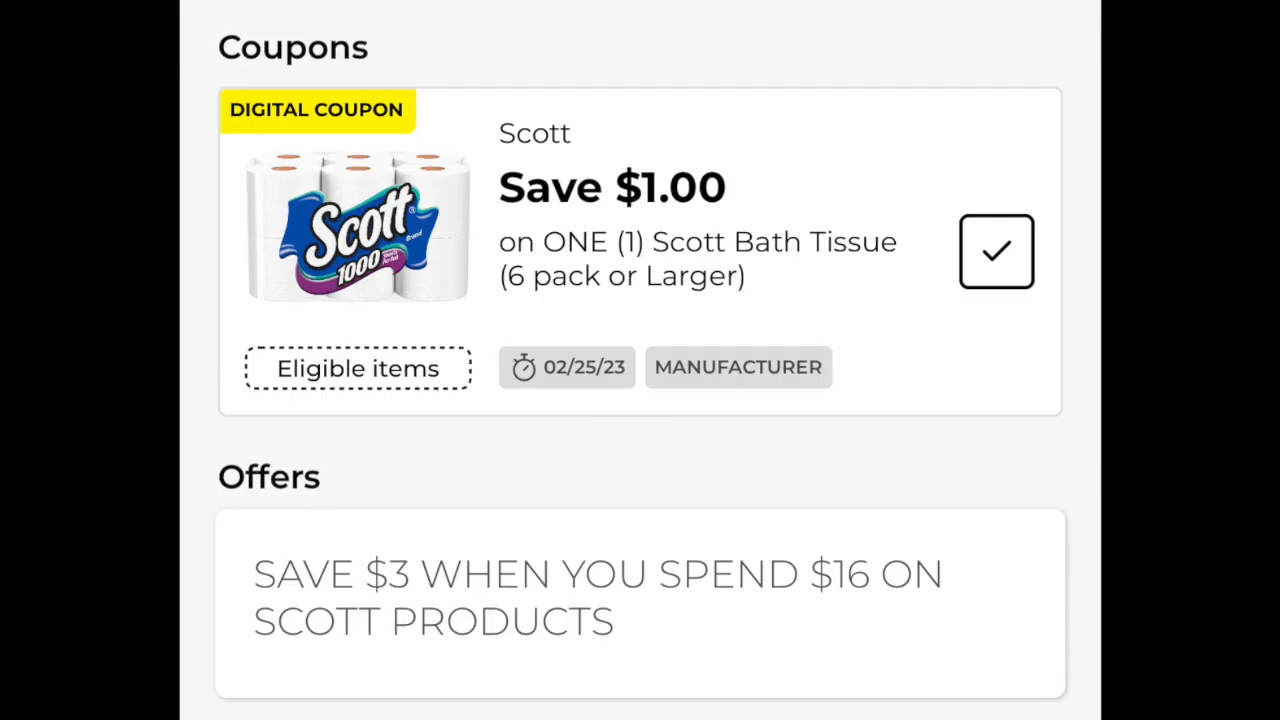 Coupons
DIGITAL COUPON
Scott
Save $1.00
on ONE (1) Scott Bath Tissue
(6 pack or Larger)
Scott®
Brand
1000
Eligible items
02/25/23
MANUFACTURER
Offers
SAVE $3 WHEN YOU SPEND $16 ON
SCOTT PRODUCTS